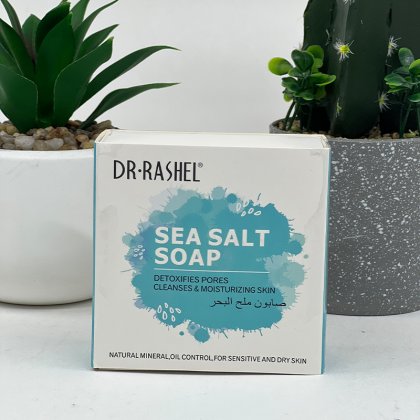 DR·RASHEL®
SEA SALT
SOAP
DETOXIFIES PORES
CLEANSES & MOISTURIZING SKIN
صابون ملح البحر
NATURAL MINERAL,OIL CONTROL,FOR SENSITIVE AND DRY SKIN